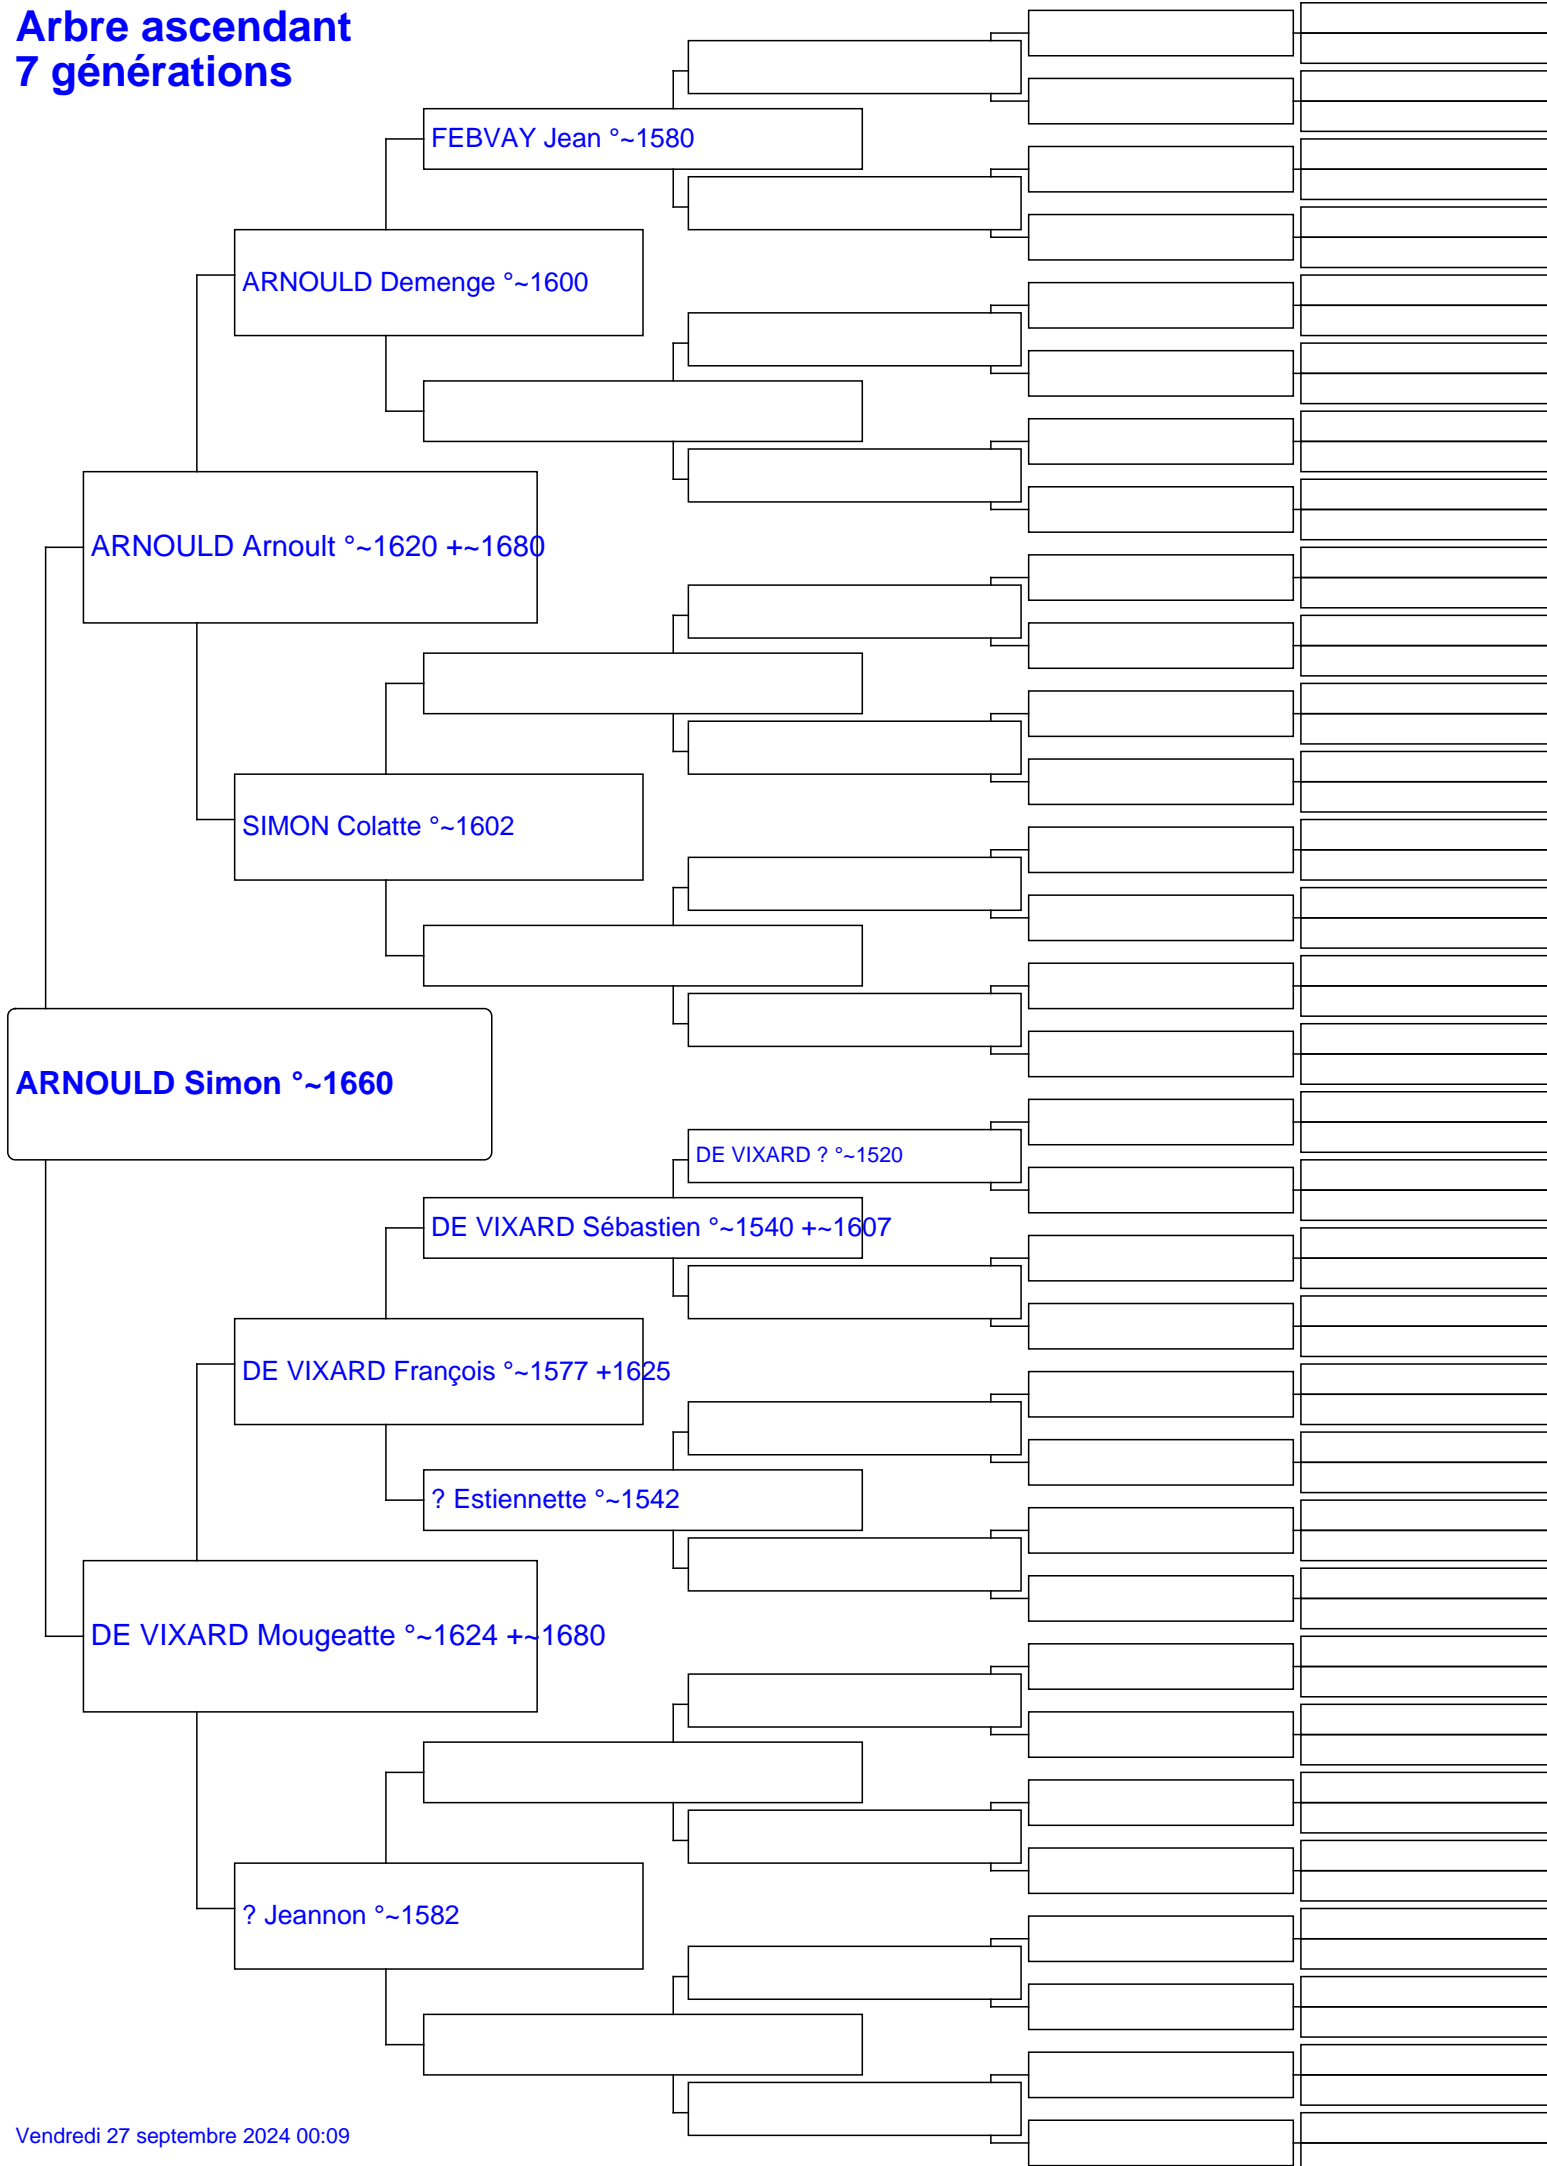 Arbre ascendant
7 générations
FEBVAY Jean °~1580
ARNOULD Demenge °~1600
ARNOULD Arnoult °~1620 +~1680
SIMON Colatte °~1602
ARNOULD Simon °~1660
DE VIXARD ? °~1520
DE VIXARD Sébastien °~1540 +~1607
DE VIXARD François °~1577 +1625
? Estiennette °~1542
DE VIXARD Mougeatte °~1624 +~1680
? Jeannon °~1582
Vendredi 27 septembre 2024 00:09